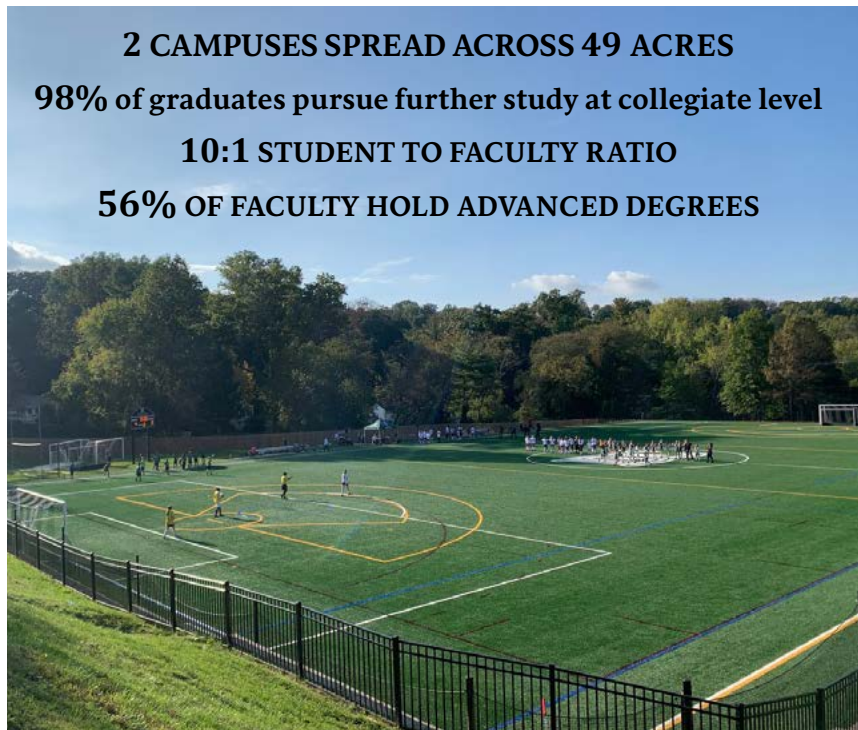 2 CAMPUSES SPREAD ACROSS 49 ACRES
98% of graduates pursue further study at collegiate level
10:1 STUDENT TO FACULTY RATIO
56% OF FACULTY HOLD ADVANCED DEGREES